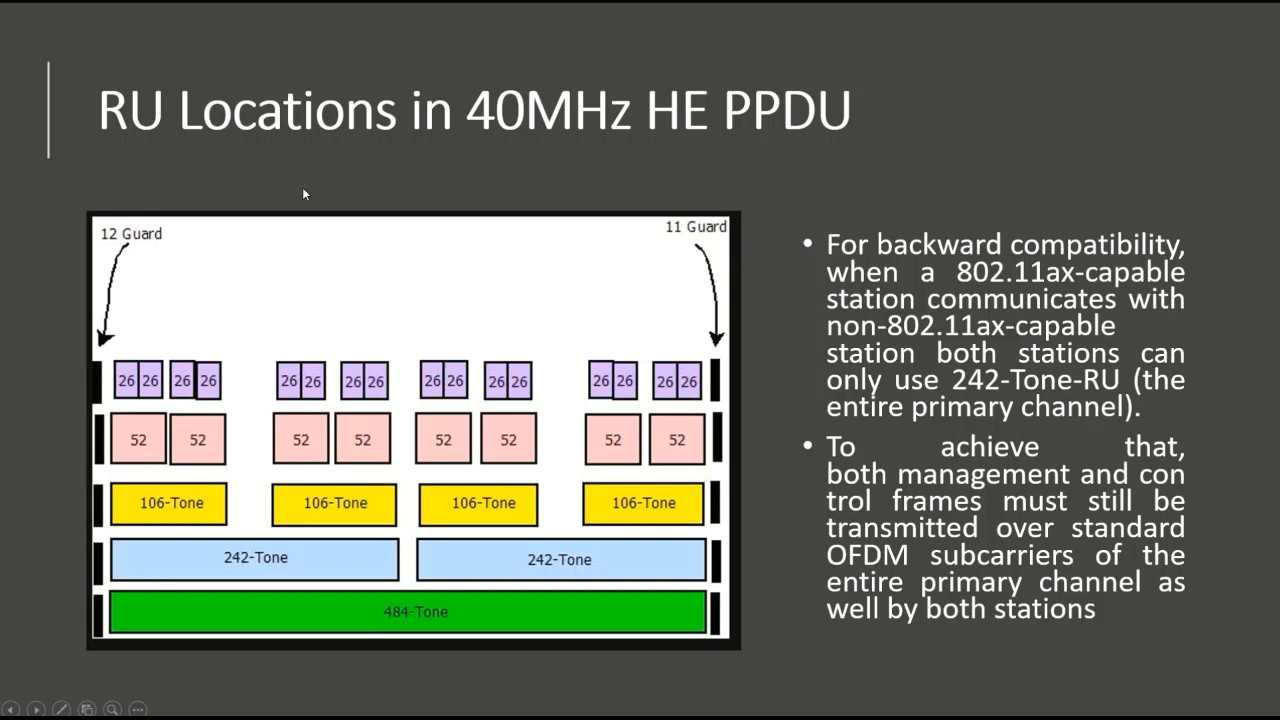 RU Locations in 40MHz HE PPDU
12 Guard
11 Guard
26 26 26 26 26 26 26 26 26 26 26 26 26 26 26 26
52 52 52 52 52 52 52 52
106-Tone 106-Tone 106-Tone 106-Tone
242-Tone 242-Tone
484-Tone
• For backward compatibility,
when a 802.11ax-capable
station communicates with
non-802.11ax-capable
station both stations can
only use 242-Tone-RU (the
entire primary channel).
• To achieve that,
both management and con
trol frames must still be
transmitted over standard
OFDM subcarriers of the
entire primary channel as
well by both stations